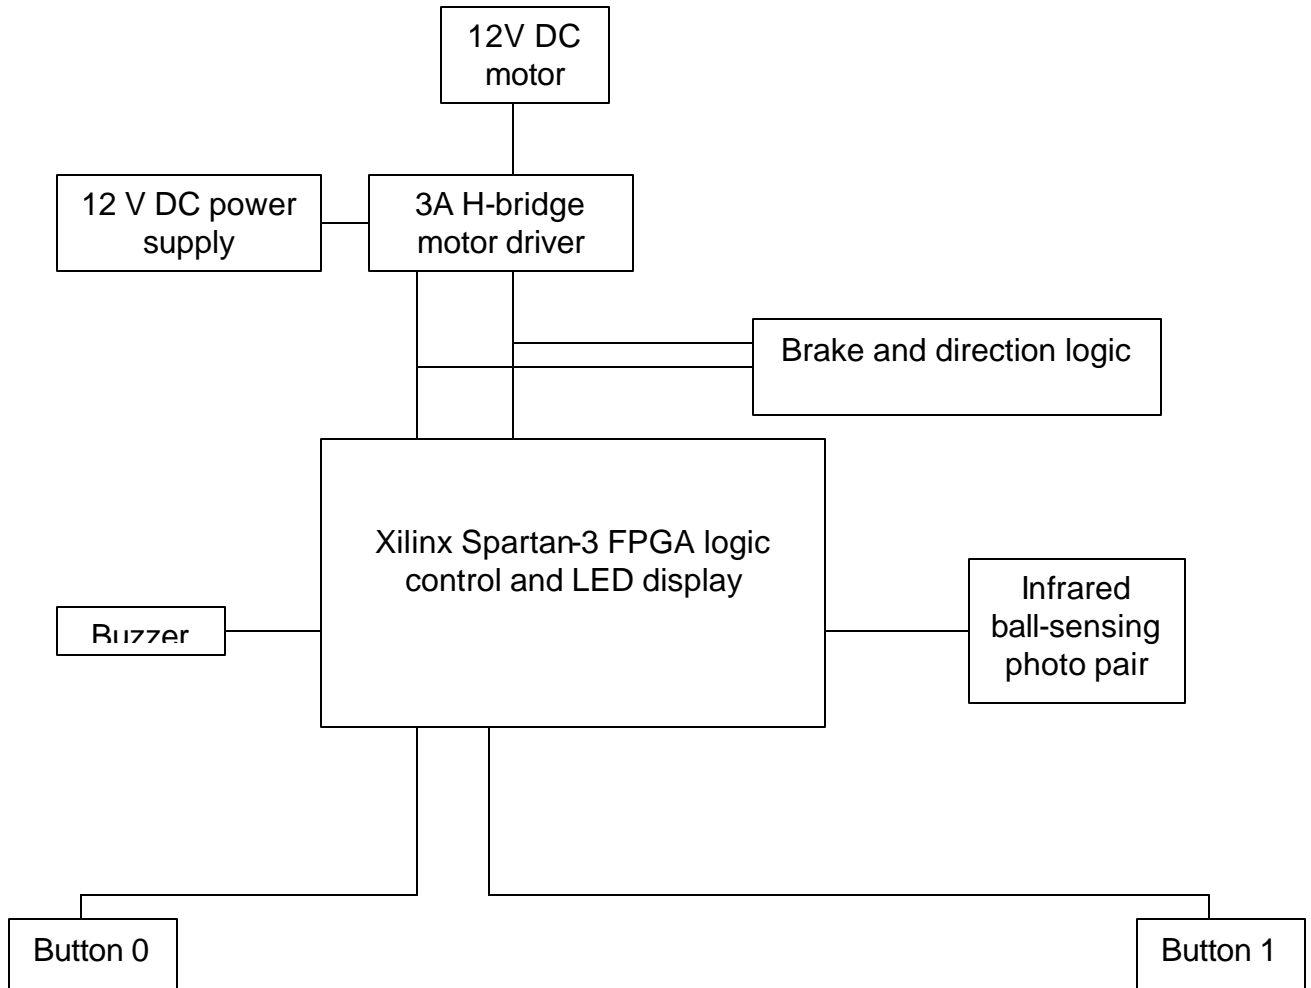 12V DC
motor
12 V DC power
supply
3A H-bridge
motor driver
Brake and direction logic
Xilinx Spartan-3 FPGA logic
control and LED display
Infrared
ball-sensing
photo pair
Buzzer
Button 0
Button 1